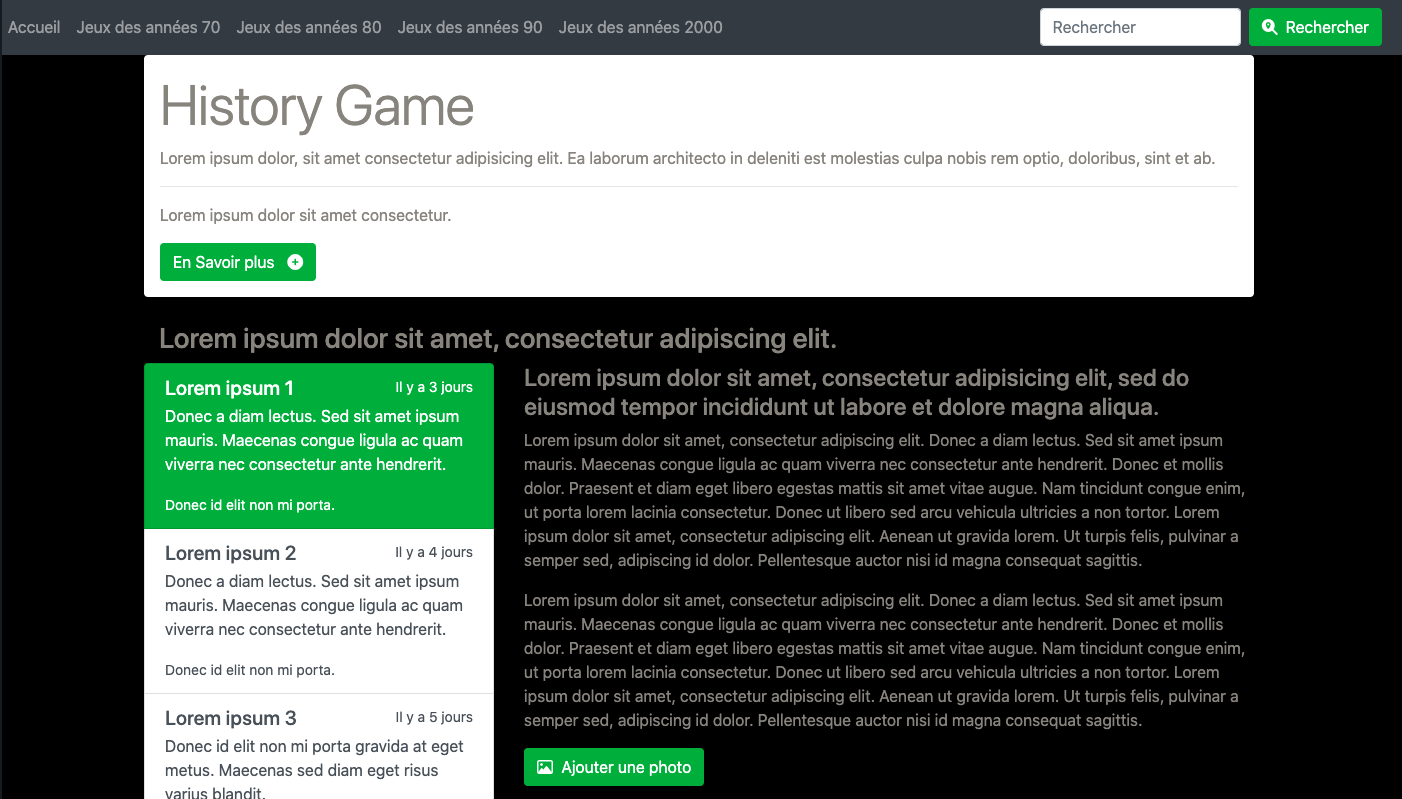 Accueil Jeux des années 70 Jeux des années 80 Jeux des années 90 Jeux des années 2000 Rechercher Rechercher
History Game
Lorem ipsum dolor, sit amet consectetur adipisicing elit. Ea laborum architecto in deleniti est molestias culpa nobis rem optio, doloribus, sint et ab.
Lorem ipsum dolor sit amet consectetur.
En Savoir plus
Lorem ipsum dolor sit amet, consectetur adipiscing elit.
Lorem ipsum 1 Il y a 3 jours
Donec a diam lectus. Sed sit amet ipsum
mauris. Maecenas congue ligula ac quam
viverra nec consectetur ante hendrerit.
Donec id elit non mi porta.
Lorem ipsum 2 Il y a 4 jours
Donec a diam lectus. Sed sit amet ipsum
mauris. Maecenas congue ligula ac quam
viverra nec consectetur ante hendrerit.
Donec id elit non mi porta.
Lorem ipsum 3 Il y a 5 jours
Donec id elit non mi porta gravida at eget
metus. Maecenas sed diam eget risus
varius blandit.
Lorem ipsum dolor sit amet, consectetur adipisicing elit, sed do
eiusmod tempor incididunt ut labore et dolore magna aliqua.
Lorem ipsum dolor sit amet, consectetur adipiscing elit. Donec a diam lectus. Sed sit amet ipsum
mauris. Maecenas congue ligula ac quam viverra nec consectetur ante hendrerit. Donec et mollis
dolor. Praesent et diam eget libero egestas mattis sit amet vitae augue. Nam tincidunt congue enim,
ut porta lorem lacinia consectetur. Donec ut libero sed arcu vehicula ultricies a non tortor. Lorem
ipsum dolor sit amet, consectetur adipiscing elit. Aenean ut gravida lorem. Ut turpis felis, pulvinar a
semper sed, adipiscing id dolor. Pellentesque auctor nisi id magna consequat sagittis.
Lorem ipsum dolor sit amet, consectetur adipiscing elit. Donec a diam lectus. Sed sit amet ipsum
mauris. Maecenas congue ligula ac quam viverra nec consectetur ante hendrerit. Donec et mollis
dolor. Praesent et diam eget libero egestas mattis sit amet vitae augue. Nam tincidunt congue enim,
ut porta lorem lacinia consectetur. Donec ut libero sed arcu vehicula ultricies a non tortor. Lorem
ipsum dolor sit amet, consectetur adipiscing elit. Aenean ut gravida lorem. Ut turpis felis, pulvinar a
semper sed, adipiscing id dolor. Pellentesque auctor nisi id magna consequat sagittis.
Ajouter une photo